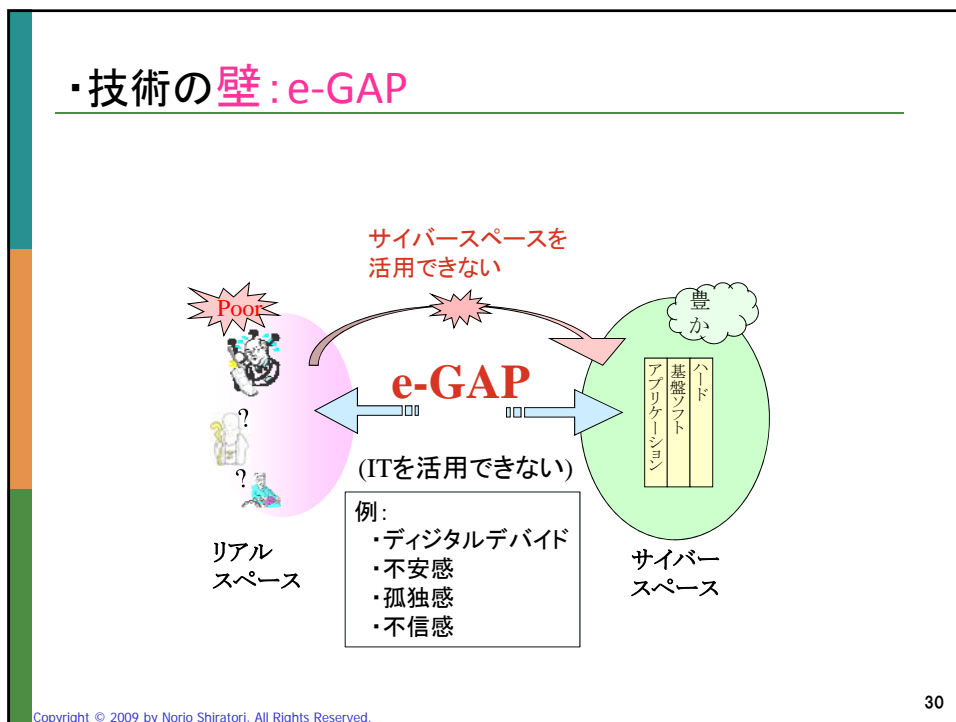 ・技術の壁:e-GAP
サイバースペースを
活用できない
Poor
豊
か
e-GAP
ハード
基盤ソフト
アプリケーション
?
?
(ITを活用できない)
例:
・ディジタルデバイド
・不安感
・孤独感
・不信感
リアル
スペース
サイバー
スペース
30
Copyright © 2009 by Norio Shiratori. All Rights Reserved.